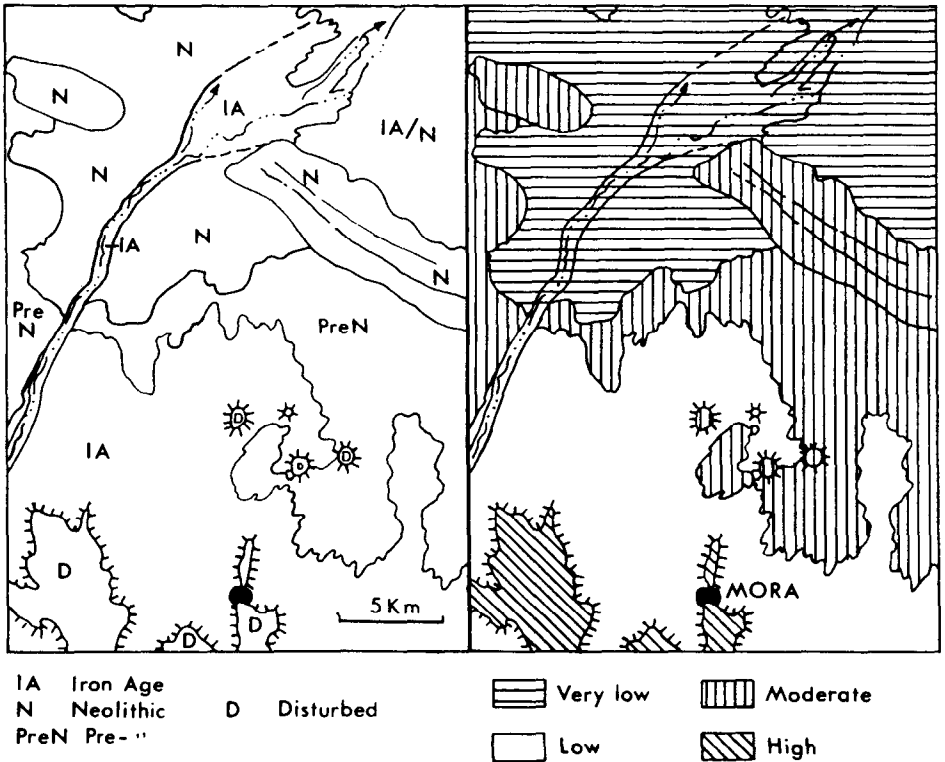 N
N
IA
IA/N
N
N
N
IA
N
Pre
N
PreN
D
IA
D
D
D
D
D
5 Km
MORA
IA Iron Age
N Neolithic D Disturbed
PreN Pre- "
Very low Moderate
Low High